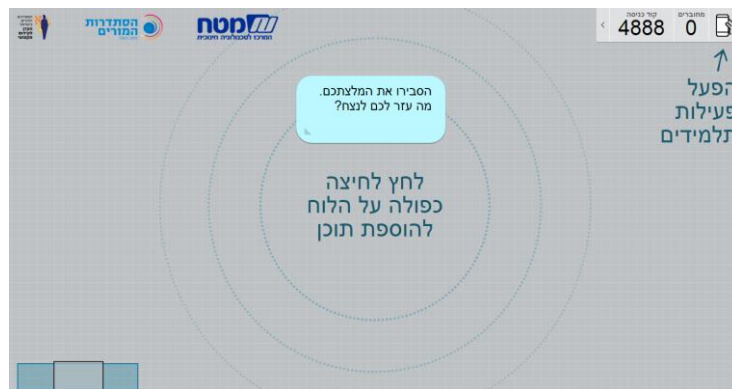 הסתדרות
המורים
מטח
המרכז לטכנולוגיה חינוכית
קוד כניסה
4888
מחוברים
0
הפעל
פעילות
תלמידים
הסבירו את המלצתכם.
מה עזר לכם לנצח?
לחץ לחיצה
כפולה על הלוח
להוספת תוכן